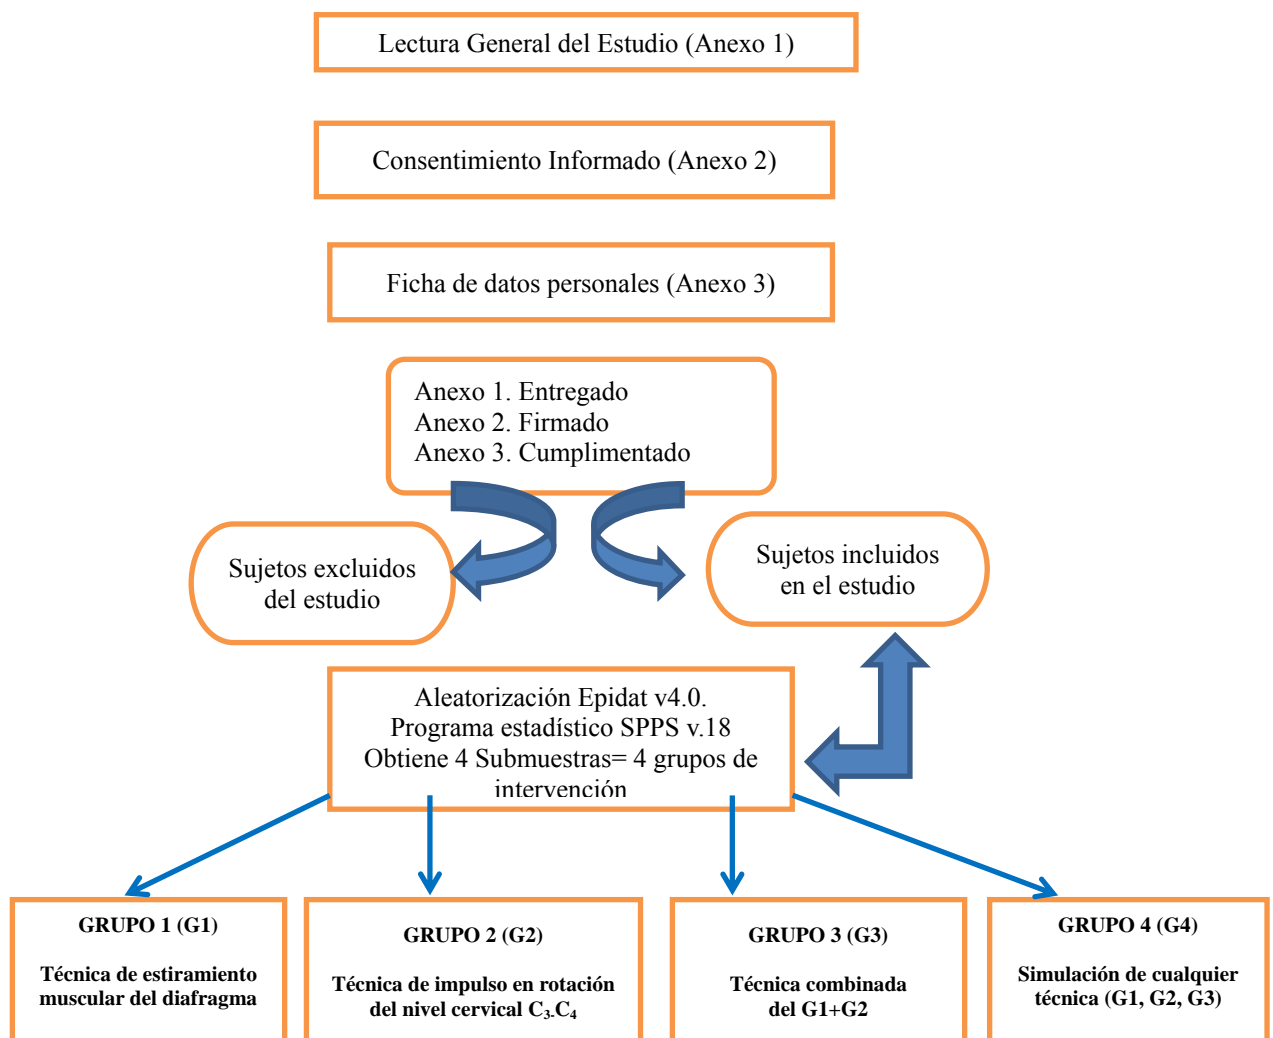 Lectura General del Estudio (Anexo 1)
Consentimiento Informado (Anexo 2)
Ficha de datos personales (Anexo 3)
Anexo 1. Entregado
Anexo 2. Firmado
Anexo 3. Cumplimentado
Sujetos excluidos
del estudio
Sujetos incluidos
en el estudio
Aleatorización Epidat v4.0.
Programa estadístico SPPS v.18
Obtiene 4 Submuestras= 4 grupos de
intervención
GRUPO 1 (G1)
Técnica de estiramiento
muscular del diafragma
GRUPO 2 (G2)
Técnica de impulso en rotación
del nivel cervical C3-C4
GRUPO 3 (G3)
Técnica combinada
del G1+G2
GRUPO 4 (G4)
Simulación de cualquier
técnica (G1, G2, G3)